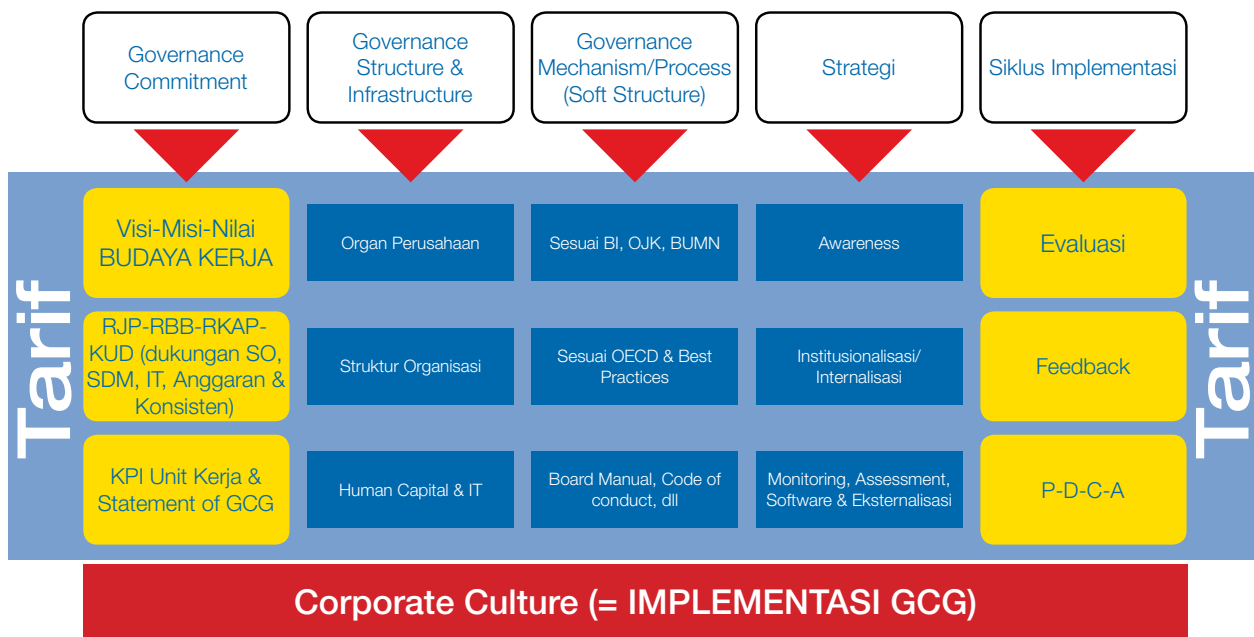 Governance
Commitment
Governance
Structure &
Infrastructure
Governance
Mechanism/Process
(Soft Structure)
Strategi
Siklus Implementasi
Tarif
Visi-Misi-Nilai
BUDAYA KERJA
Organ Perusahaan
Sesuai BI, OJK, BUMN
Awareness
Evaluasi
RJP-RBB-RKAP-
KUD (dukungan SO,
SDM, IT, Anggaran &
Konsisten)
Struktur Organisasi
Sesuai OECD & Best
Practices
Institusionalisasi/
Internalisasi
Feedback
KPI Unit Kerja &
Statement of GCG
Human Capital & IT
Board Manual, Code of
conduct, dll
Monitoring, Assessment,
Software & Eksternalisasi
P-D-C-A
Tarif
Corporate Culture (= IMPLEMENTASI GCG)